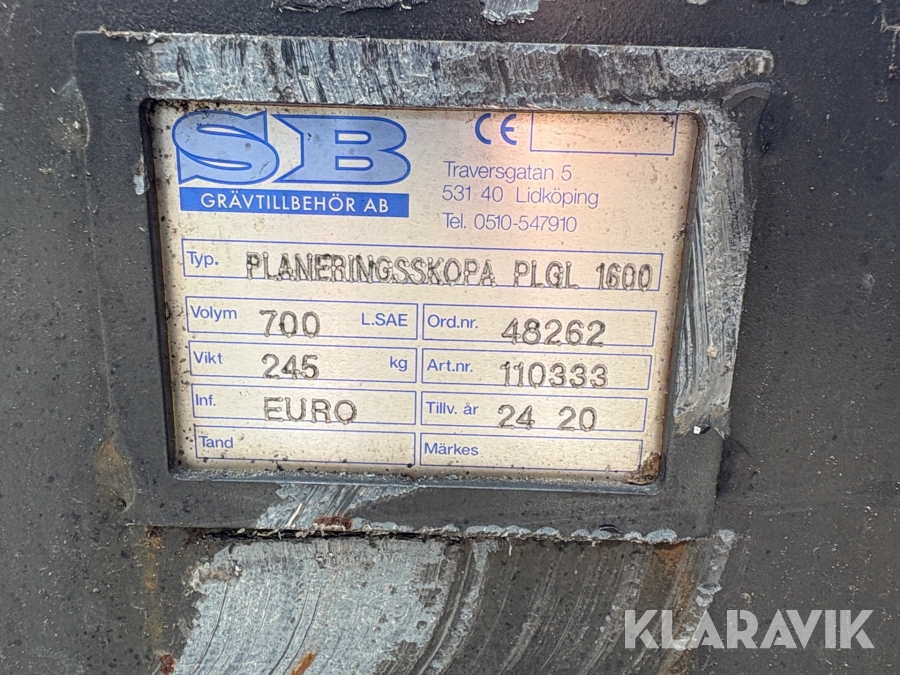 SB
GRÄVTILLBEHÖR AB
CE
Traversgatan 5
531 40 Lidköping
Tel. 0510-547910
Typ. PLANERINGSSKOPA PLGL 1600
Volym 700 L.SAE Ord.nr. 48262
Vikt 245 kg Art.nr. 110333
Inf. EURO Tillv. år 24 20
Tand Märkes
KLARAVIK